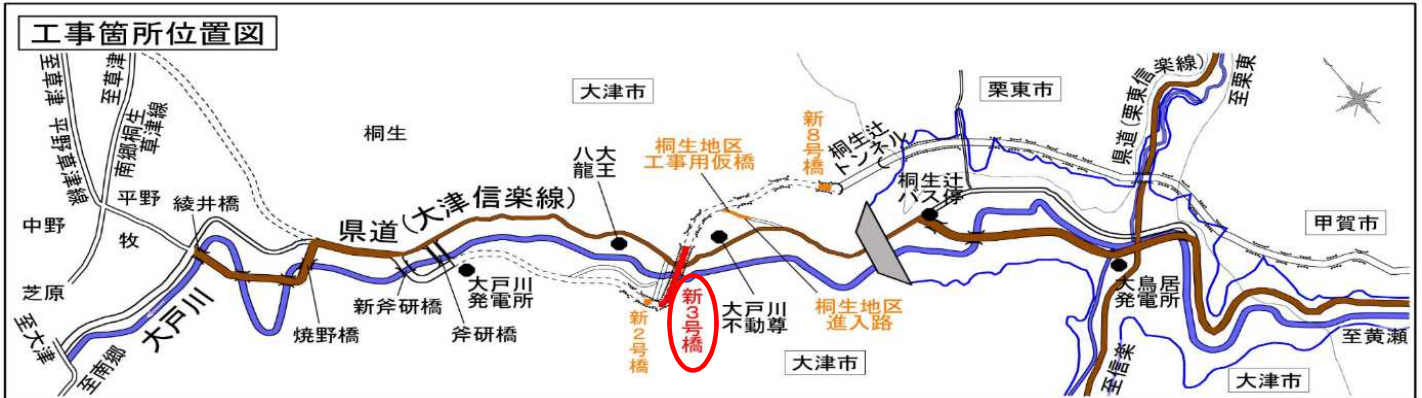 工事箇所位置図
至草津 平野草津線
至草津
南郷桐生
草津線
中野
平野
牧
芝原
綾井橋
至大津
至南郷
大戸川
焼野橋
桐生
県道(大津信楽線)
新斧研橋
斧研橋
大戸川
発電所
大津市
八大
龍王
新2号橋
新3号橋
桐生地区
工事用仮橋
大戸川
不動尊
新8号橋
桐生辻
トンネル
桐生地区
進入路
大津市
桐生辻
バス停
栗東市
県道(栗東信楽線)
至栗東
大鳥居
発電所
至信楽
甲賀市
至黄瀬
大津市